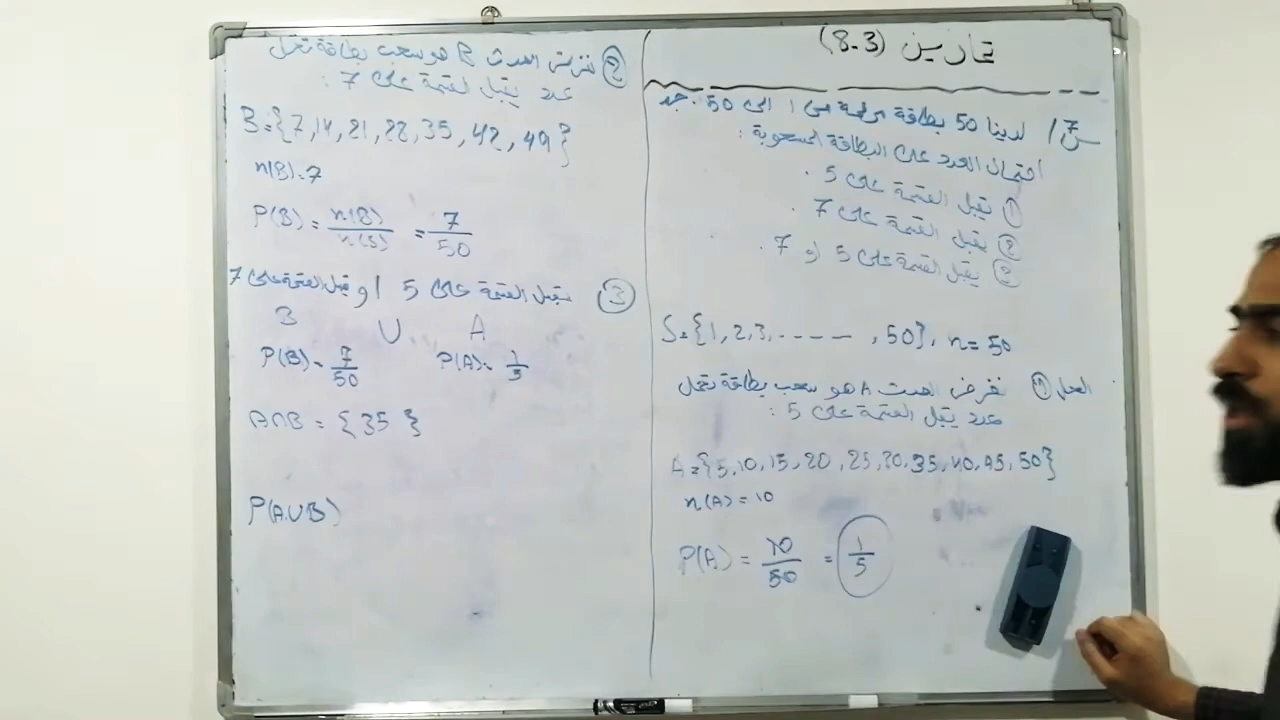 تمارين (8.3)
س7/ لدينا 50 بطاقة مرقمة من 1 الى 50. جد
احتمال العدد على البطاقة المسحوبة :
① يقبل القسمة على 5 .
② يقبل القسمة على 7 .
③ يقبل القسمة على 5 او 7 .
S={1,2,3,.---- ,50}, n=50
الحل ① نفرض الحدث A هو سحب بطاقة تحمل
عدد يقبل القسمة على 5 :
A={5,10,15,20,25,30,35,40,45,50}
n(A)=10
P(A) = 10/50 = 1/5
② نفرض الحدث B هو سحب بطاقة تحمل
عدد يقبل القسمة على 7 :
B={7,14,21,28,35,42,49}
n(B)=7
P(B) = n(B)/n(S) = 7/50
③ يقبل القسمة على 5 او يقبل القسمة على 7
A U B
P(A)=1/5 P(B)=7/50
A∩B = {35}
P(AUB)